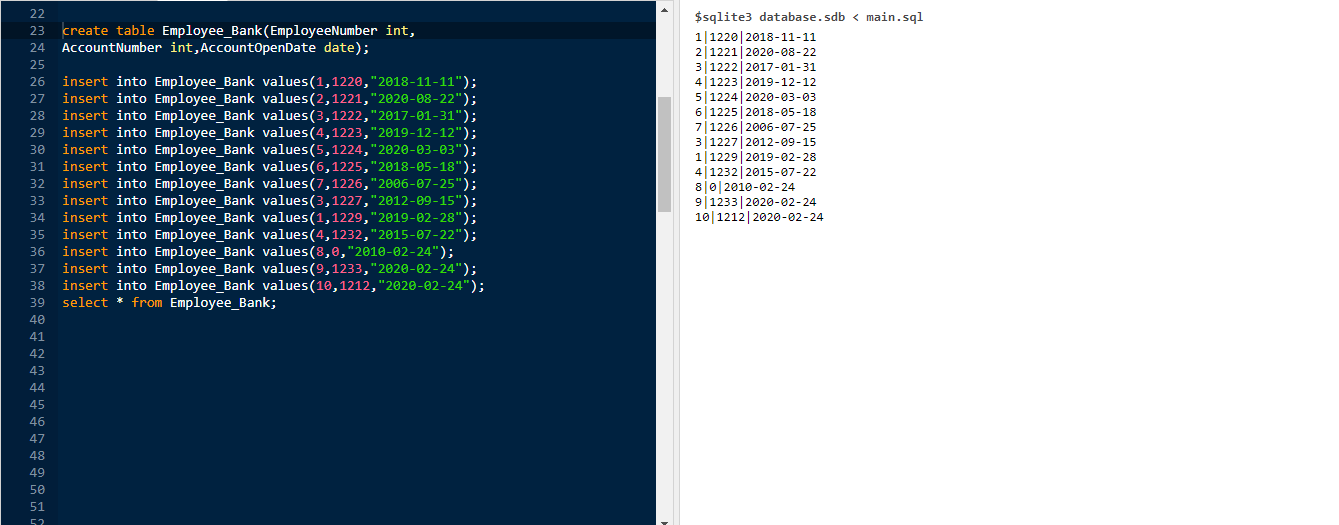 22
23 create table Employee_Bank(EmployeeNumber int,
24 AccountNumber int,AccountOpenDate date);
25
26 insert into Employee_Bank values(1,1220,"2018-11-11");
27 insert into Employee_Bank values(2,1221,"2020-08-22");
28 insert into Employee_Bank values(3,1222,"2017-01-31");
29 insert into Employee_Bank values(4,1223,"2019-12-12");
30 insert into Employee_Bank values(5,1224,"2020-03-03");
31 insert into Employee_Bank values(6,1225,"2018-05-18");
32 insert into Employee_Bank values(7,1226,"2006-07-25");
33 insert into Employee_Bank values(3,1227,"2012-09-15");
34 insert into Employee_Bank values(1,1229,"2019-02-28");
35 insert into Employee_Bank values(4,1232,"2015-07-22");
36 insert into Employee_Bank values(8,0,"2010-02-24");
37 insert into Employee_Bank values(9,1233,"2020-02-24");
38 insert into Employee_Bank values(10,1212,"2020-02-24");
39 select * from Employee_Bank;
40
41
42
43
44
45
46
47
48
49
50
51
52
$sqlite3 database.sdb < main.sql
1|1220|2018-11-11
2|1221|2020-08-22
3|1222|2017-01-31
4|1223|2019-12-12
5|1224|2020-03-03
6|1225|2018-05-18
7|1226|2006-07-25
3|1227|2012-09-15
1|1229|2019-02-28
4|1232|2015-07-22
8|0|2010-02-24
9|1233|2020-02-24
10|1212|2020-02-24